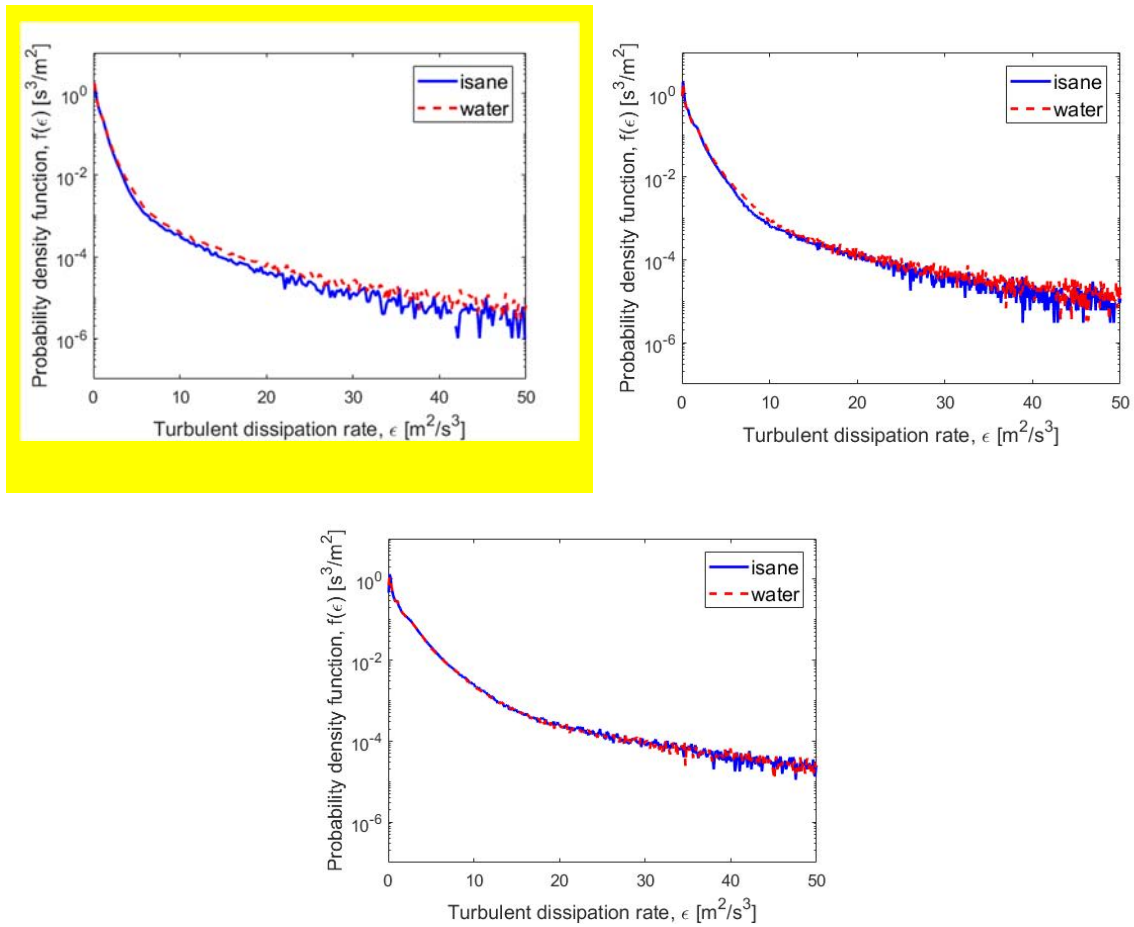 Probability density function, f(ϵ) [s³/m²]
10⁰
10⁻²
10⁻⁴
10⁻⁶
isane
water
0 10 20 30 40 50
Turbulent dissipation rate, ϵ [m²/s³]
Probability density function, f(ϵ) [s³/m²]
10⁰
10⁻²
10⁻⁴
10⁻⁶
isane
water
0 10 20 30 40 50
Turbulent dissipation rate, ϵ [m²/s³]
Probability density function, f(ϵ) [s³/m²]
10⁰
10⁻²
10⁻⁴
10⁻⁶
isane
water
0 10 20 30 40 50
Turbulent dissipation rate, ϵ [m²/s³]